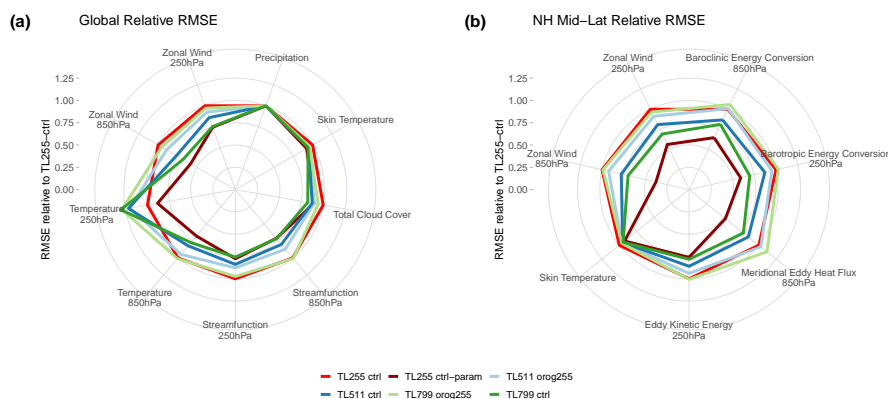 (a)
Global Relative RMSE
Zonal Wind
250hPa
Precipitation
Zonal Wind
850hPa
Skin Temperature
Temperature
250hPa
Total Cloud Cover
Temperature
850hPa
Streamfunction
850hPa
Streamfunction
250hPa
1.25
1.00
0.75
0.50
0.25
0.00
RMSE relative to TL255−ctrl
(b)
NH Mid−Lat Relative RMSE
Zonal Wind
250hPa
Baroclinic Energy Conversion
850hPa
Zonal Wind
850hPa
Barotropic Energy Conversion
250hPa
Skin Temperature
Meridional Eddy Heat Flux
850hPa
Eddy Kinetic Energy
250hPa
1.25
1.00
0.75
0.50
0.25
0.00
RMSE relative to TL255−ctrl
TL255 ctrl
TL255 ctrl−param
TL511 orog255
TL511 ctrl
TL799 orog255
TL799 ctrl